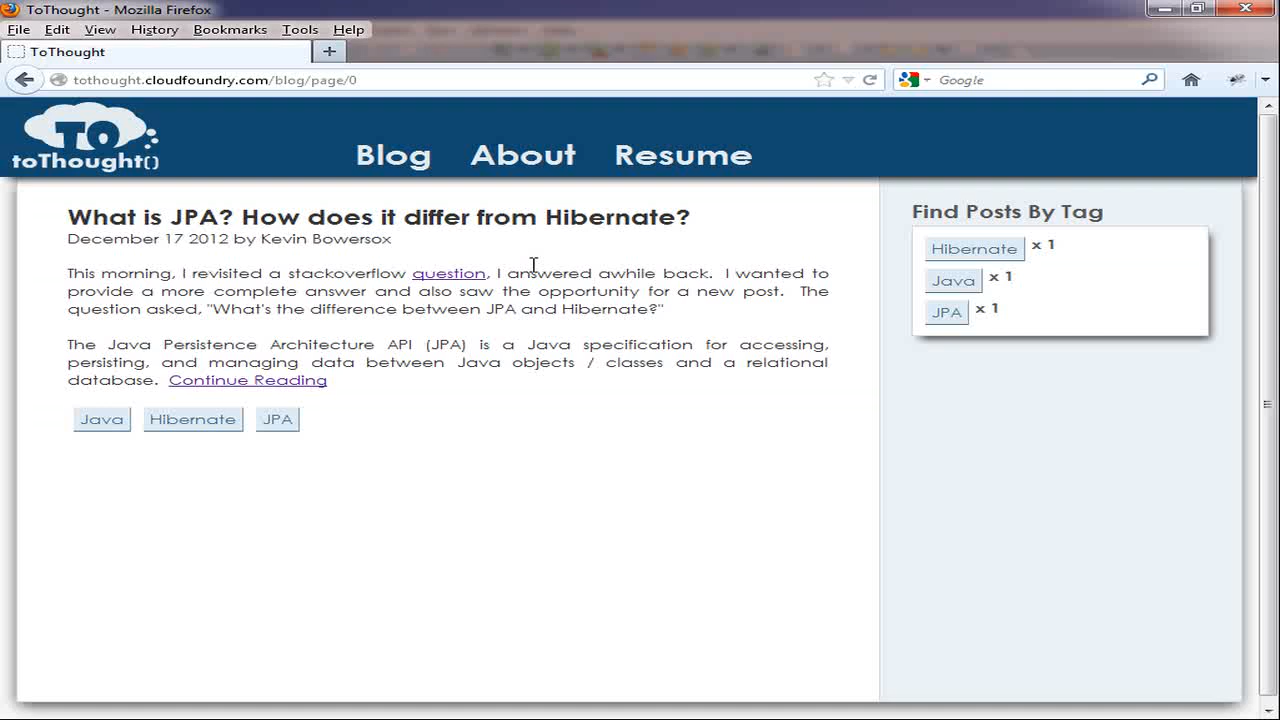 ToThought - Mozilla Firefox
File Edit View History Bookmarks Tools Help
ToThought
tothought.cloudfoundry.com/blog/page/0
Google
TO
toThought()
Blog About Resume
What is JPA? How does it differ from Hibernate?
December 17 2012 by Kevin Bowersox
This morning, I revisited a stackoverflow question, I answered awhile back. I wanted to
provide a more complete answer and also saw the opportunity for a new post. The
question asked, "What's the difference between JPA and Hibernate?"
The Java Persistence Architecture API (JPA) is a Java specification for accessing,
persisting, and managing data between Java objects / classes and a relational
database. Continue Reading
Java Hibernate JPA
Find Posts By Tag
Hibernate x 1
Java x 1
JPA x 1